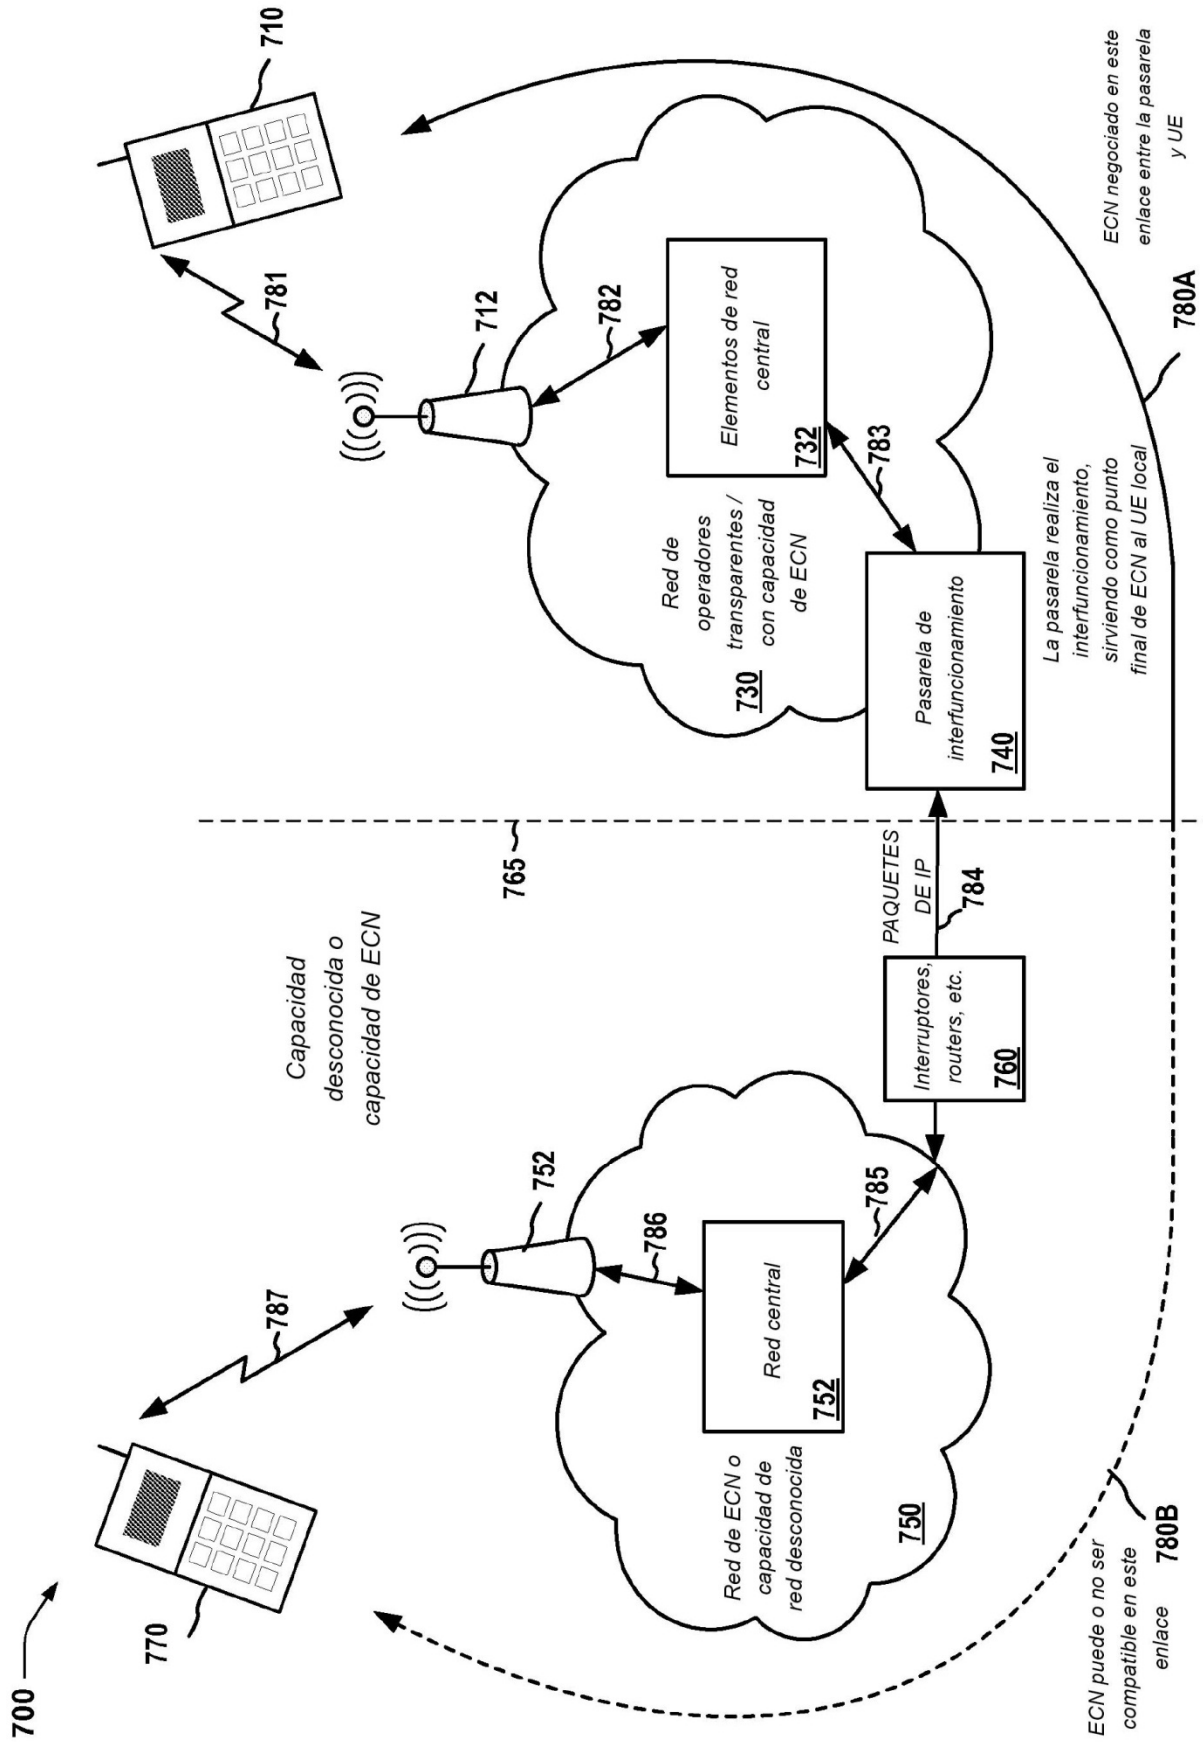 700
770
787
752
786
Red central
752
785
Red de ECN o
capacidad de
red desconocida
750
Capacidad
desconocida o
capacidad de ECN
765
Interruptores,
routers, etc.
760
PAQUETES
DE IP
784
710
781
712
782
Elementos de red
central
732
783
Red de
operadores
transparentes /
con capacidad
de ECN
730
Pasarela de
interfuncionamiento
740
La pasarela realiza el
interfuncionamiento,
sirviendo como punto
final de ECN al UE local
ECN negociado en este
enlace entre la pasarela
y UE
780A
ECN puede o no ser
compatible en este
enlace
780B